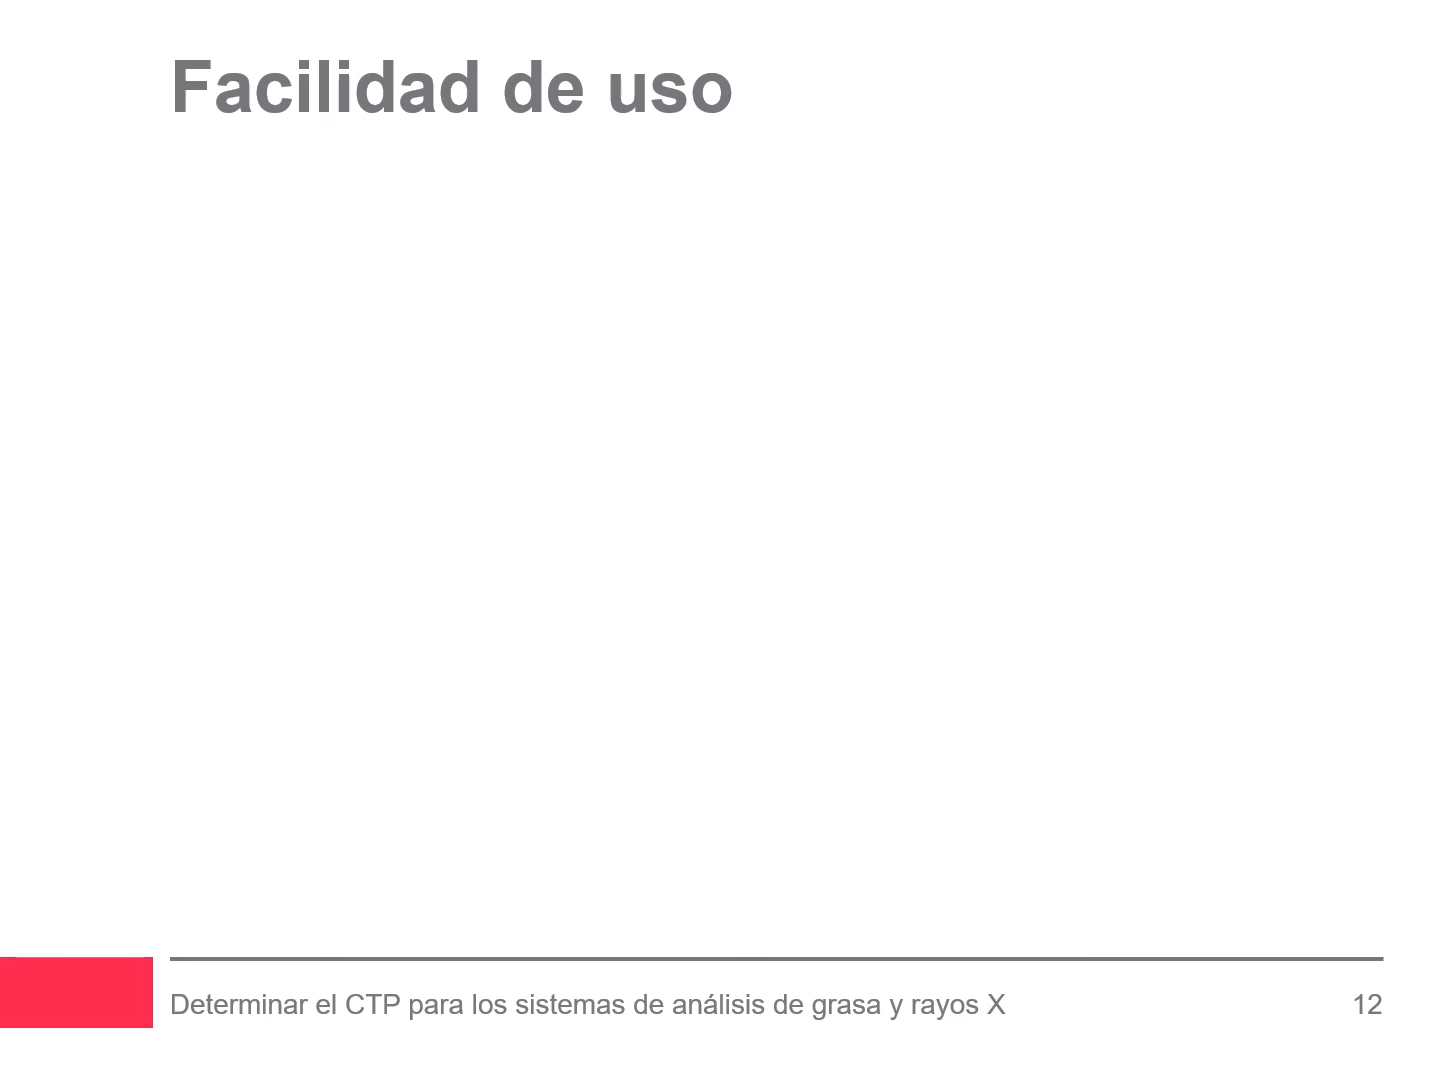 Facilidad de uso
Determinar el CTP para los sistemas de análisis de grasa y rayos X
12